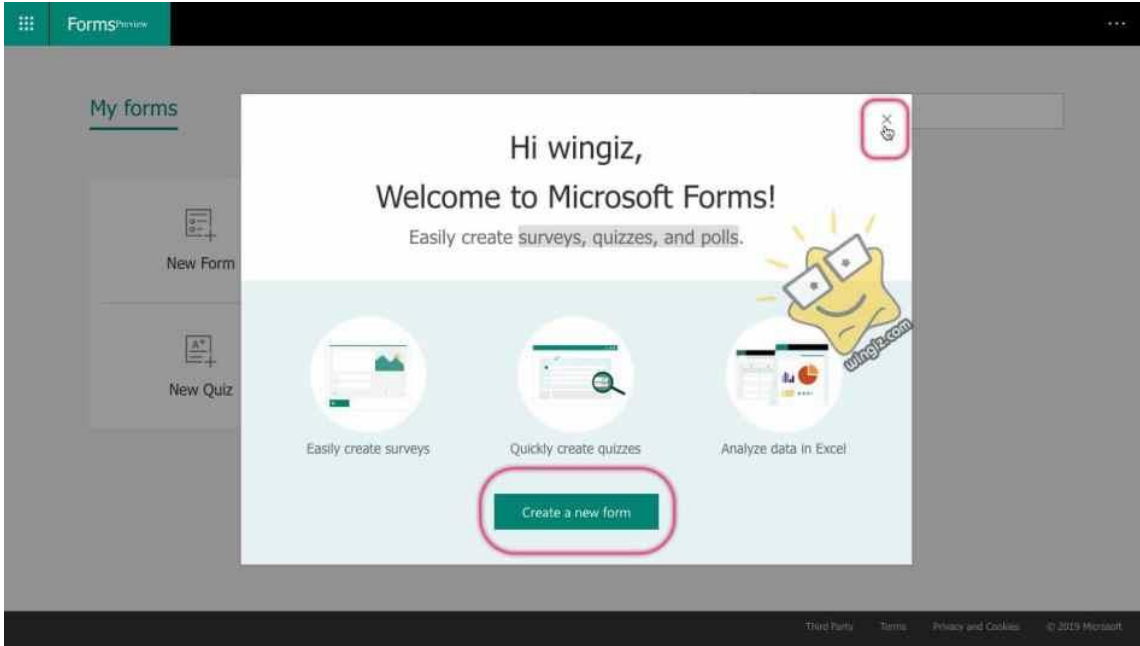 Forms Preview
...
My forms
Hi wingiz,
Welcome to Microsoft Forms!
Easily create surveys, quizzes, and polls.
New Form
A+
New Quiz
wingiz.com
Easily create surveys
Quickly create quizzes
Analyze data in Excel
Create a new form
Third Party
Terms
Privacy and Cookies
© 2019 Microsoft